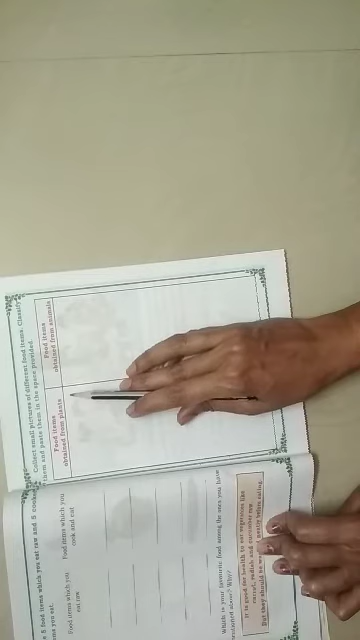 e 5 food items which you eat raw and 5 cooked
me you eat.
Food items which you
eat raw
Food items which you
cook and eat
which is your favourite food among the ones you have
mentioned above? Why?
It is good for health to eat vegetables like
carrot, radish and cucumber raw.
But they should be washed before eating.
Collect small pictures of different food items. Classify
them and paste them in the space provided.
Food items
obtained from plants
Food items
obtained from animals